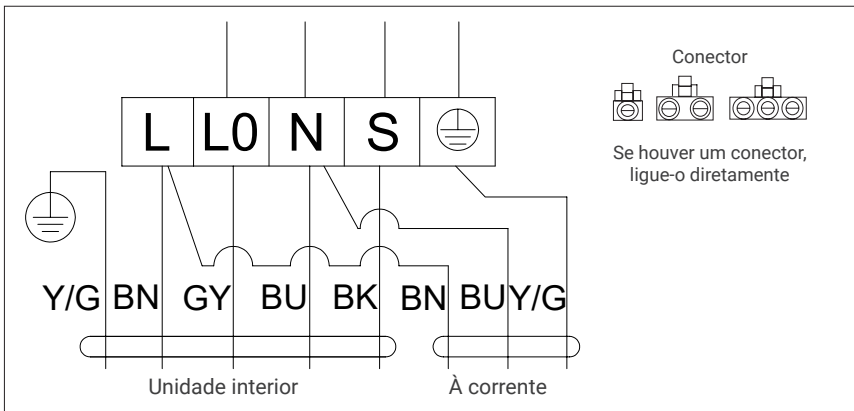 Conector
L L0 N S
Se houver um conector,
ligue-o diretamente
Y/G BN GY BU BK BN BU Y/G
Unidade interior
À corrente